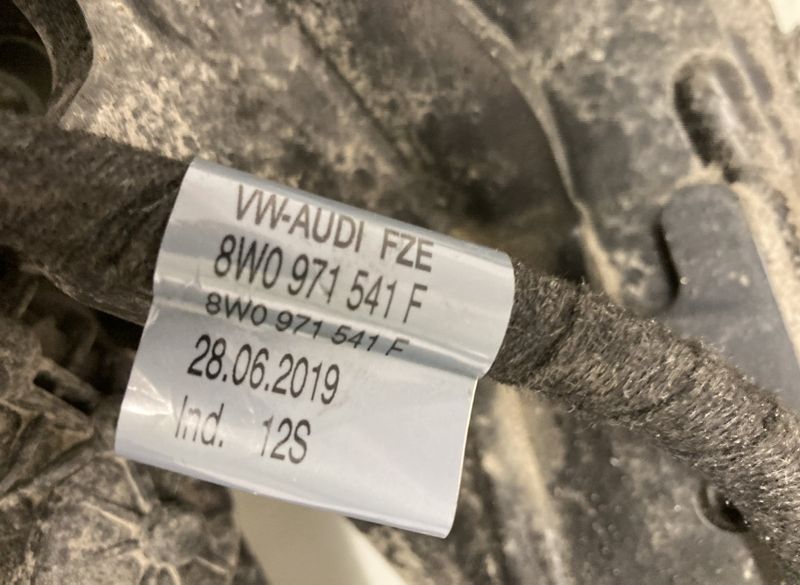 VW-AUDI FZE
8W0 971 541 F
8W0 971 541 F
28.06.2019
Ind. 12S